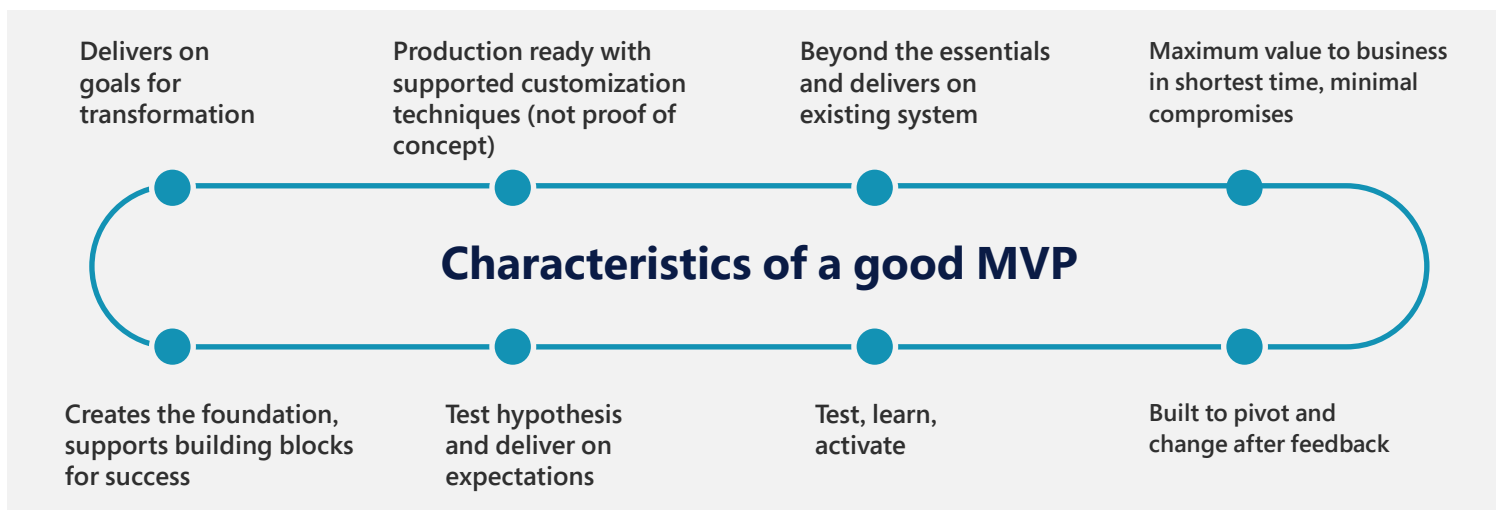 Delivers on
goals for
transformation
Production ready with
supported customization
techniques (not proof of
concept)
Beyond the essentials
and delivers on
existing system
Maximum value to business
in shortest time, minimal
compromises
Characteristics of a good MVP
Creates the foundation,
supports building blocks
for success
Test hypothesis
and deliver on
expectations
Test, learn,
activate
Built to pivot and
change after feedback